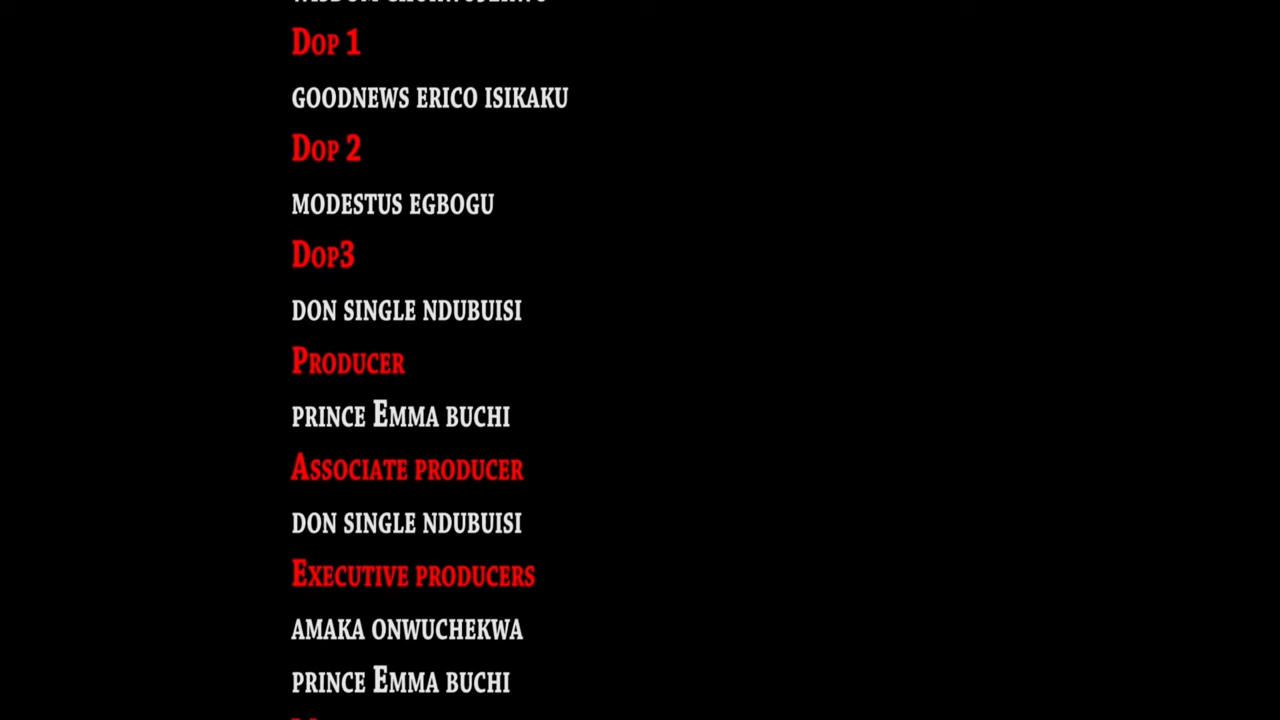 Dop 1
GOODNEWS ERICO ISIKAKU
Dop 2
MODESTUS EGBOGU
Dop3
DON SINGLE NDUBUISI
Producer
PRINCE Emma BUCHI
Associate producer
DON SINGLE NDUBUISI
Executive producers
AMAKA ONWUCHEKWA
PRINCE Emma BUCHI